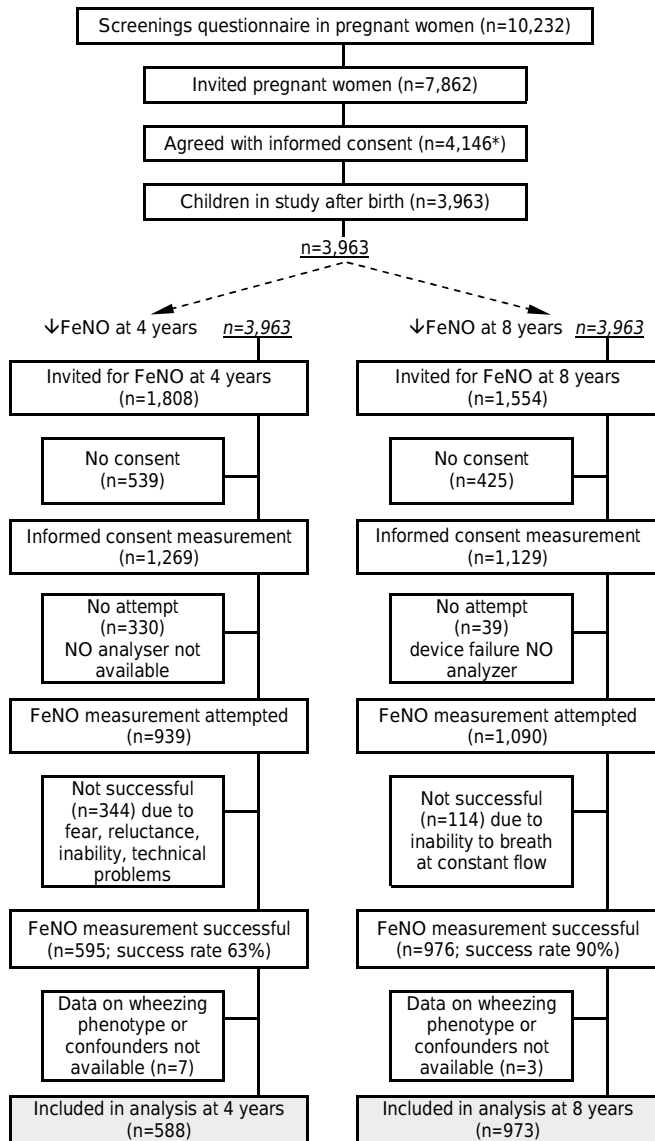 Screenings questionnaire in pregnant women (n=10,232)
Invited pregnant women (n=7,862)
Agreed with informed consent (n=4,146*)
Children in study after birth (n=3,963)
n=3,963
↓FeNO at 4 years n=3,963
Invited for FeNO at 4 years
(n=1,808)
No consent
(n=539)
Informed consent measurement
(n=1,269)
No attempt
(n=330)
NO analyser not
available
FeNO measurement attempted
(n=939)
Not successful
(n=344) due to
fear, reluctance,
inability, technical
problems
FeNO measurement successful
(n=595; success rate 63%)
Data on wheezing
phenotype or
confounders not
available (n=7)
Included in analysis at 4 years
(n=588)
↓FeNO at 8 years n=3,963
Invited for FeNO at 8 years
(n=1,554)
No consent
(n=425)
Informed consent measurement
(n=1,129)
No attempt
(n=39)
device failure NO
analyzer
FeNO measurement attempted
(n=1,090)
Not successful
(n=114) due to
inability to breath
at constant flow
FeNO measurement successful
(n=976; success rate 90%)
Data on wheezing
phenotype or
confounders not
available (n=3)
Included in analysis at 8 years
(n=973)